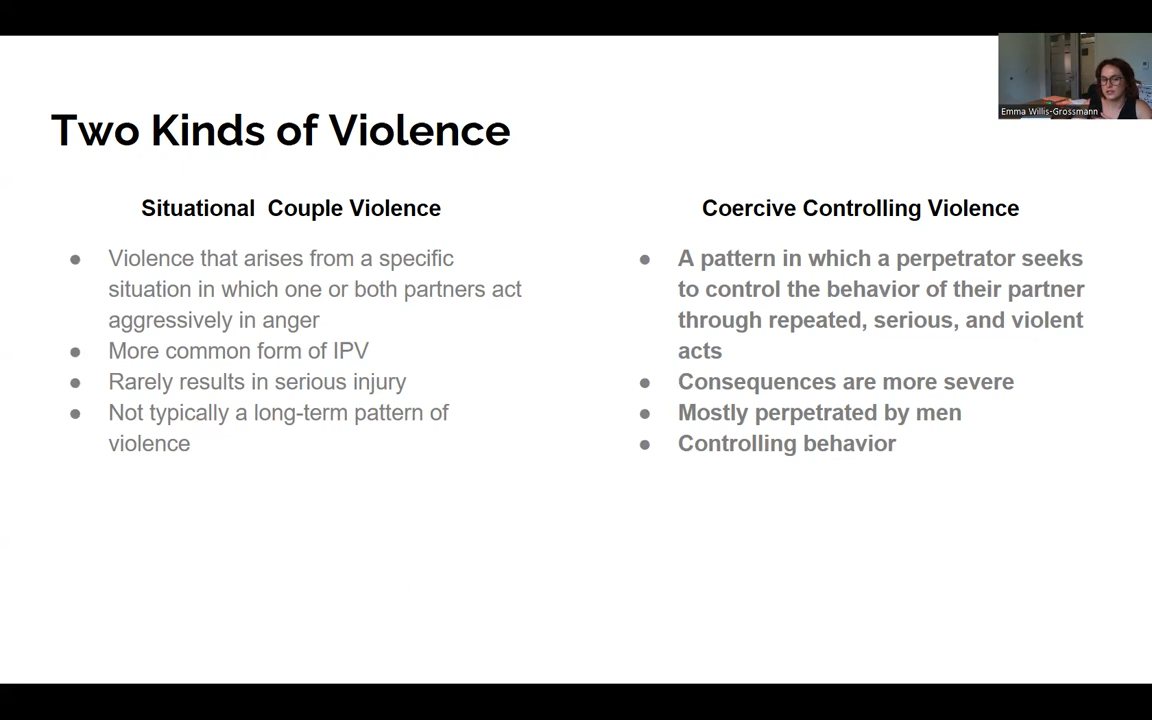 Emma Willis-Grossmann
Two Kinds of Violence
Situational Couple Violence
● Violence that arises from a specific
situation in which one or both partners act
aggressively in anger
● More common form of IPV
● Rarely results in serious injury
● Not typically a long-term pattern of
violence
Coercive Controlling Violence
● A pattern in which a perpetrator seeks
to control the behavior of their partner
through repeated, serious, and violent
acts
● Consequences are more severe
● Mostly perpetrated by men
● Controlling behavior